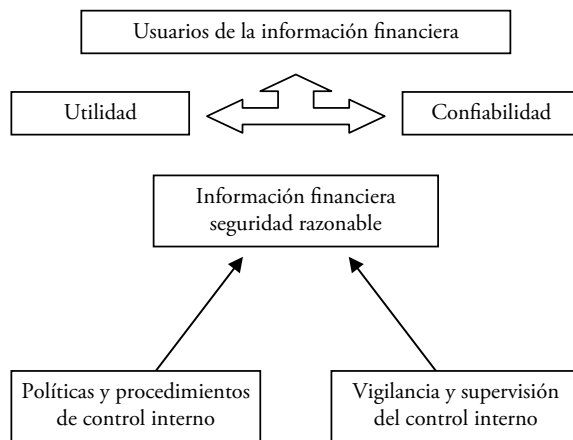 Usuarios de la información financiera
Utilidad
Confiabilidad
Información financiera
seguridad razonable
Políticas y procedimientos
de control interno
Vigilancia y supervisión
del control interno